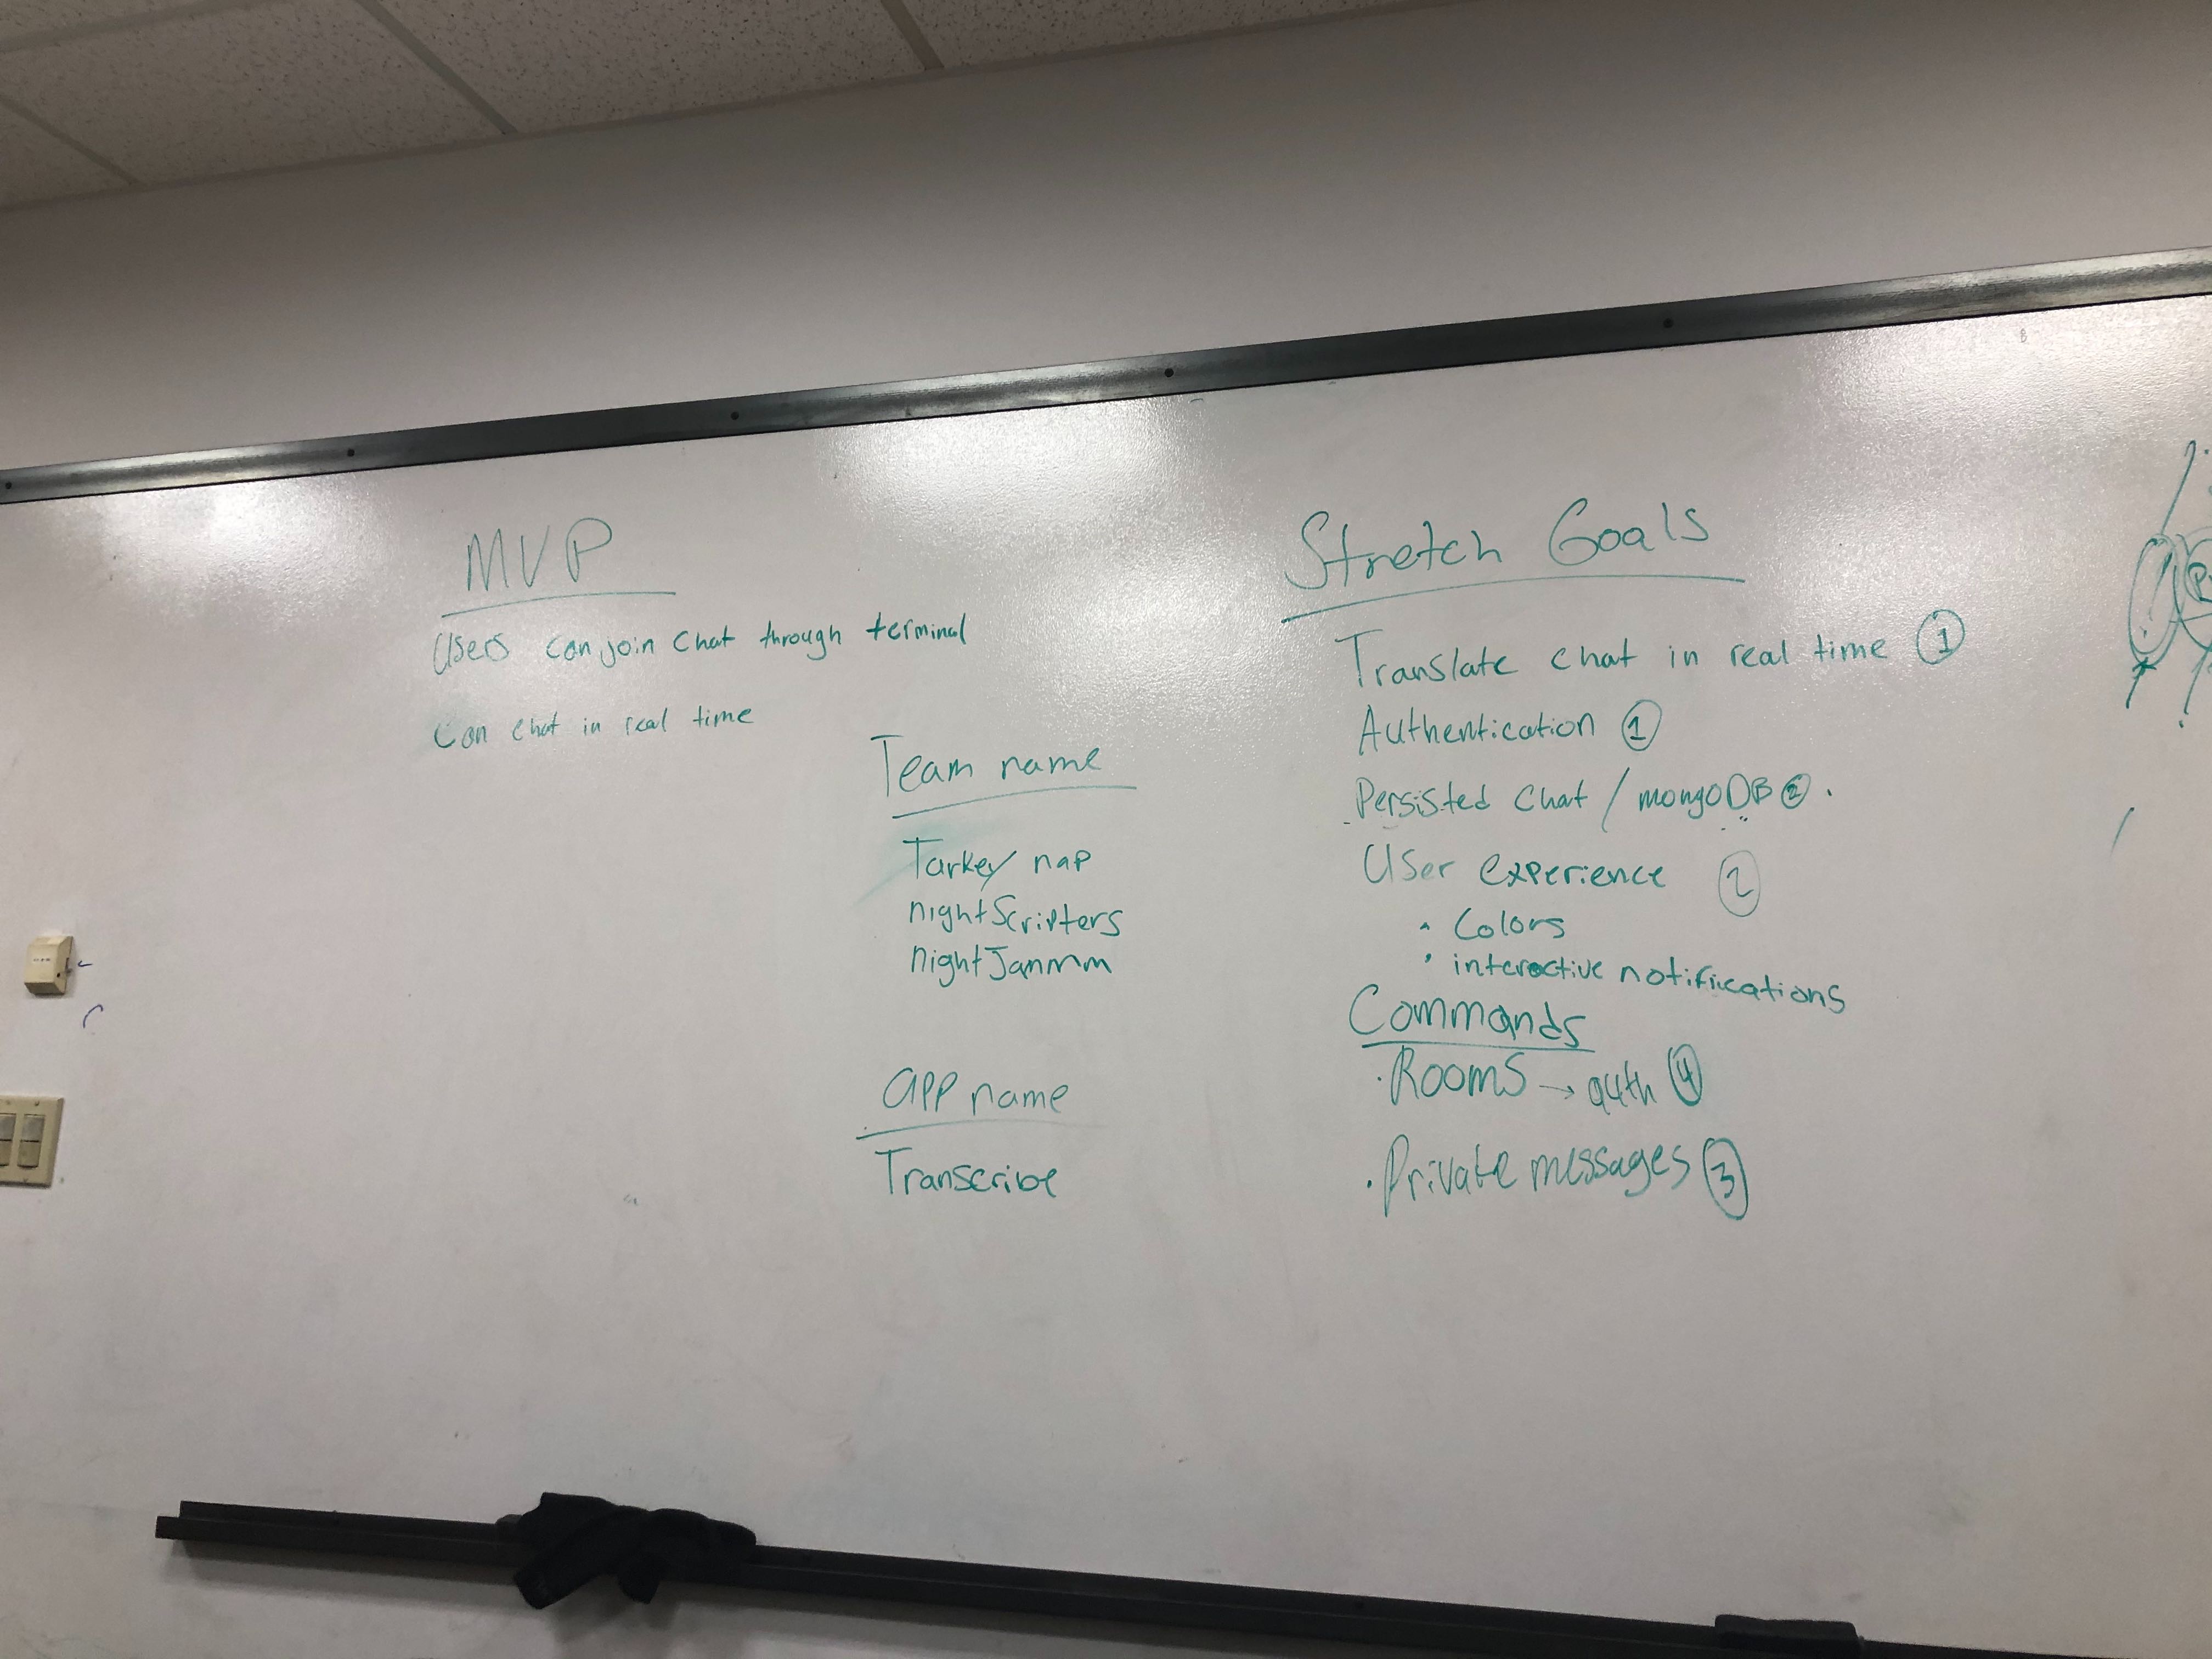 MVP
Users can join chat through terminal
Can chat in real time
Team name
Turkey nap
nightScripters
nightJammm
app name
Transcribe
Stretch Goals
Translate chat in real time 1
Authentication 1
Persisted chat / mongoDB 2 .
User experience 2
• Colors
• interactive notifiications
Commands
• Rooms → auth 4
• Private messages 3